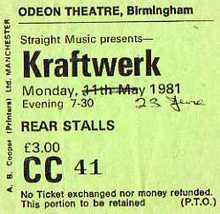 ODEON THEATRE, Birmingham
Straight Music presents—
Kraftwerk
Monday, 11th May 1981
Evening 7-30 23 June
REAR STALLS
£3.00
CC 41
No Ticket exchanged nor money refunded.
This portion to be retained (P.T.O.)
A. B. Cooper (Printers) Ltd. MANCHESTER